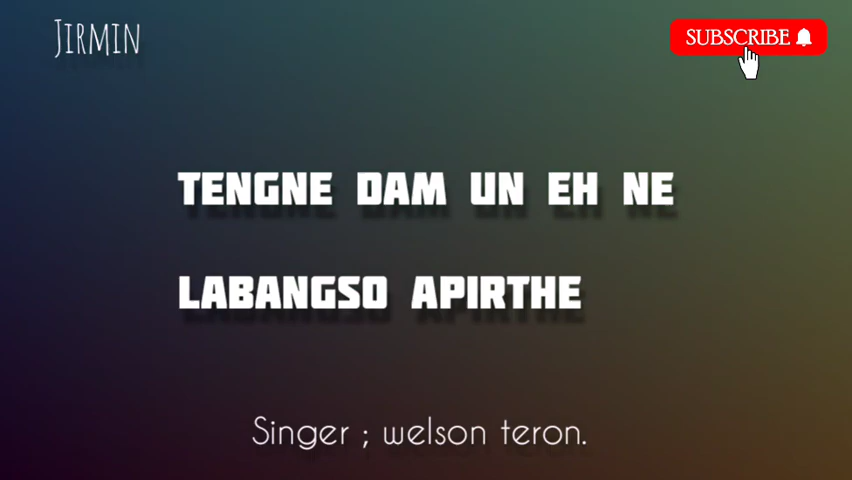 JIRMIN
SUBSCRIBE
TENGNE DAM UN EH NE
LABANGSO APIRTHE
Singer ; welson teron.